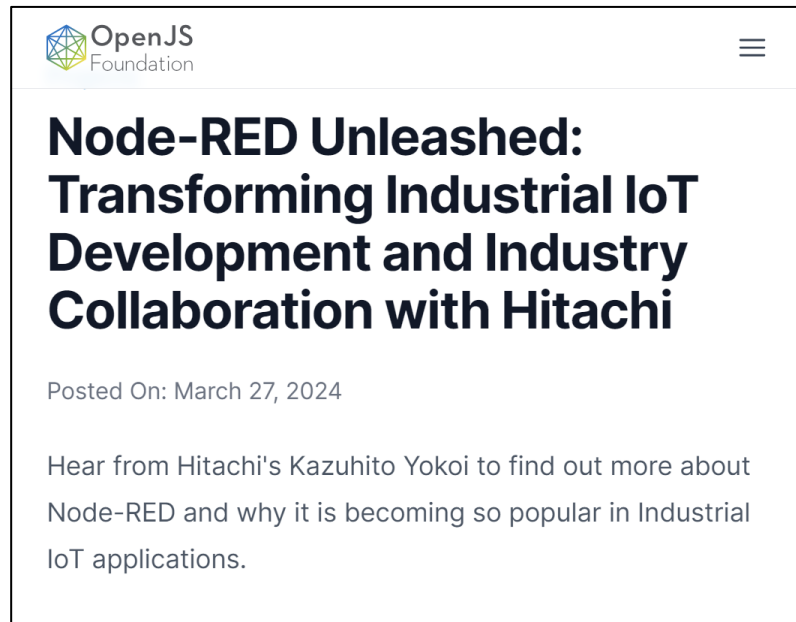 OpenJS
Foundation
Node-RED Unleashed:
Transforming Industrial IoT
Development and Industry
Collaboration with Hitachi
Posted On: March 27, 2024
Hear from Hitachi's Kazuhito Yokoi to find out more about
Node-RED and why it is becoming so popular in Industrial
IoT applications.